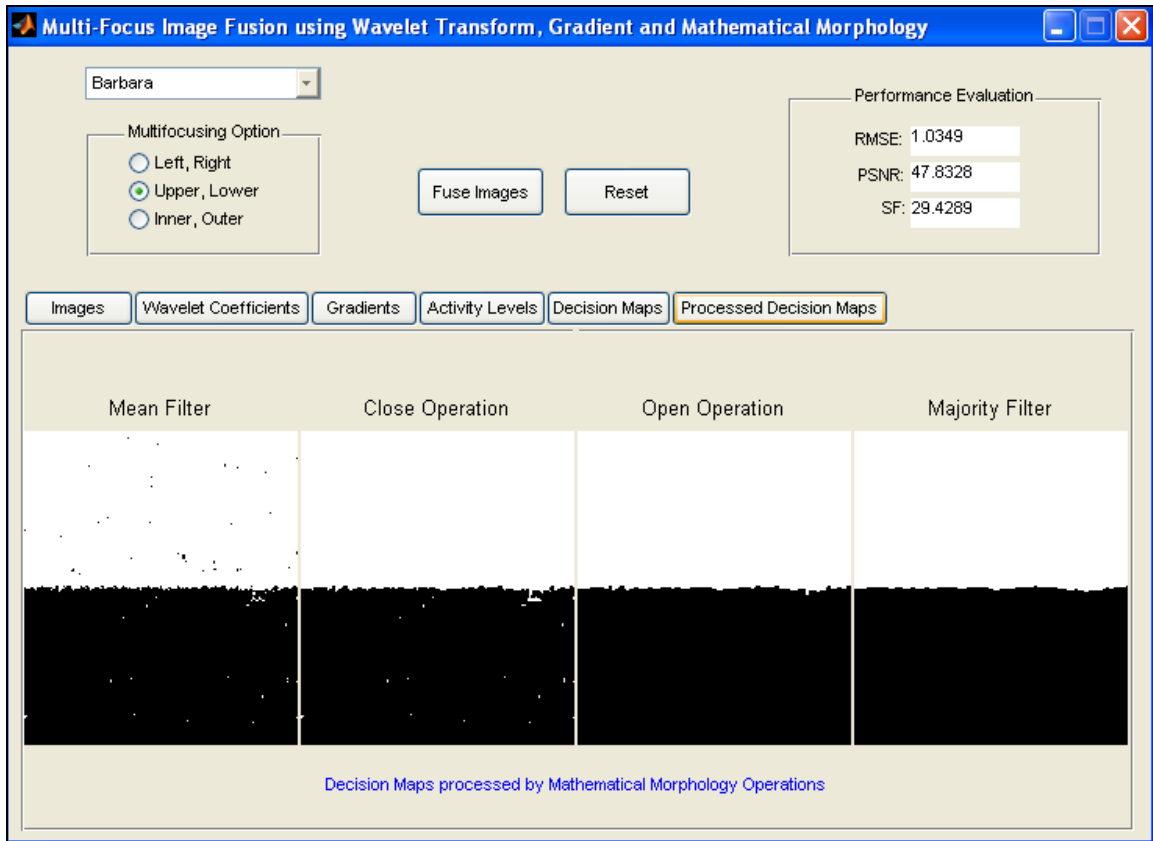 Multi-Focus Image Fusion using Wavelet Transform, Gradient and Mathematical Morphology
Barbara
Multifocusing Option
Left, Right
Upper, Lower
Inner, Outer
Fuse Images
Reset
Performance Evaluation
RMSE: 1.0349
PSNR: 47.8328
SF: 29.4289
Images
Wavelet Coefficients
Gradients
Activity Levels
Decision Maps
Processed Decision Maps
Mean Filter
Close Operation
Open Operation
Majority Filter
Decision Maps processed by Mathematical Morphology Operations